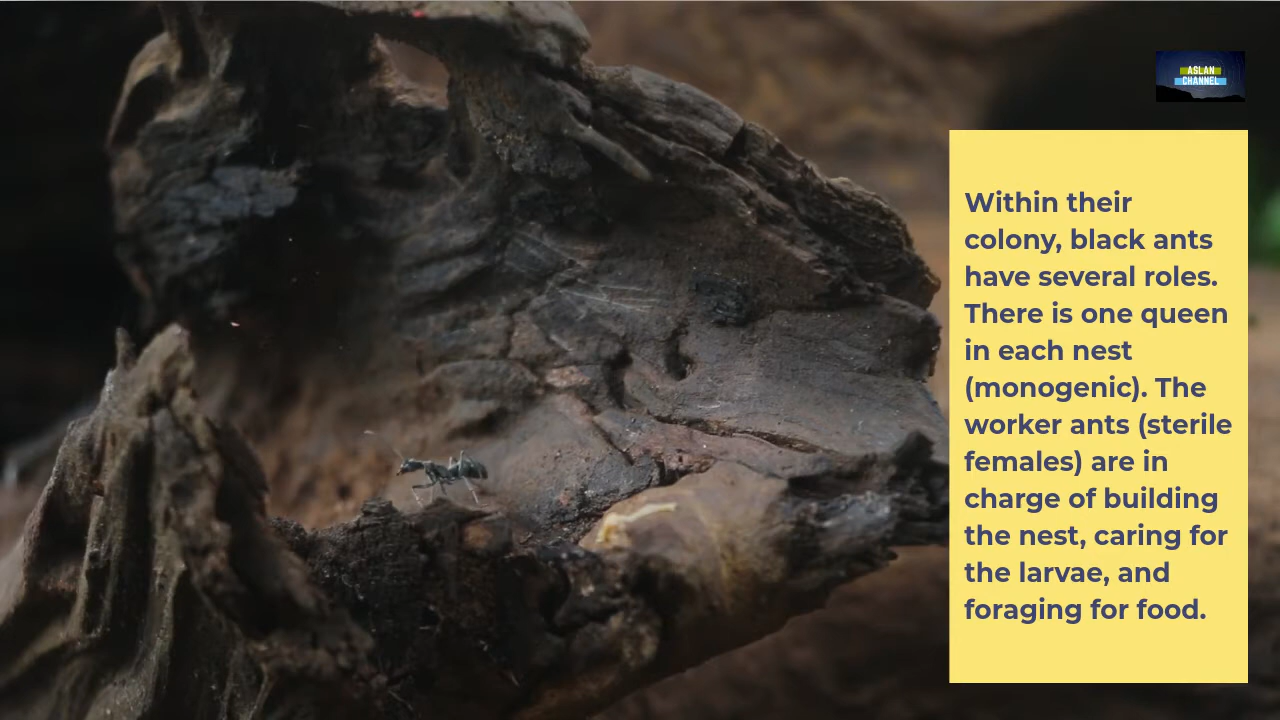 ASLAN
CHANNEL
Within their
colony, black ants
have several roles.
There is one queen
in each nest
(monogenic). The
worker ants (sterile
females) are in
charge of building
the nest, caring for
the larvae, and
foraging for food.